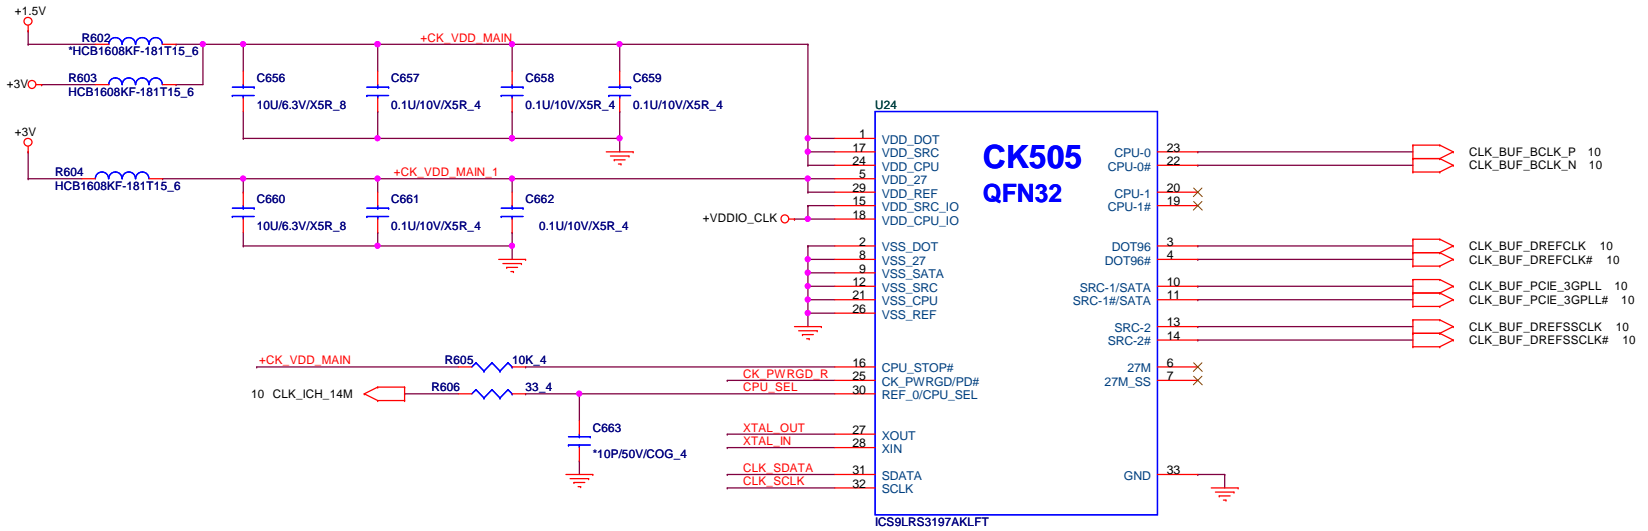 +1.5V
R602
*HCB1608KF-181T15_6
+CK_VDD_MAIN
+3V
R603
HCB1608KF-181T15_6
C656
10U/6.3V/X5R_8
C657
0.1U/10V/X5R_4
C658
0.1U/10V/X5R_4
C659
0.1U/10V/X5R_4
+3V
R604
HCB1608KF-181T15_6
+CK_VDD_MAIN_1
C660
10U/6.3V/X5R_8
C661
0.1U/10V/X5R_4
C662
0.1U/10V/X5R_4
+VDDIO_CLK
U24
CK505
QFN32
1 VDD_DOT
17 VDD_SRC
24 VDD_CPU
5 VDD_27
29 VDD_REF
15 VDD_SRC_IO
18 VDD_CPU_IO
2 VSS_DOT
8 VSS_27
9 VSS_SATA
12 VSS_SRC
21 VSS_CPU
26 VSS_REF
+CK_VDD_MAIN R605 10K_4 16 CPU_STOP#
CK_PWRGD_R 25 CK_PWRGD/PD#
10 CLK_ICH_14M R606 33_4 CPU_SEL 30 REF_0/CPU_SEL
C663
*10P/50V/COG_4
XTAL_OUT 27 XOUT
XTAL_IN 28 XIN
CLK_SDATA 31 SDATA
CLK_SCLK 32 SCLK
CPU-0 23 CLK_BUF_BCLK_P 10
CPU-0# 22 CLK_BUF_BCLK_N 10
CPU-1 20
CPU-1# 19
DOT96 3 CLK_BUF_DREFCLK 10
DOT96# 4 CLK_BUF_DREFCLK# 10
SRC-1/SATA 10 CLK_BUF_PCIE_3GPLL 10
SRC-1#/SATA 11 CLK_BUF_PCIE_3GPLL# 10
SRC-2 13 CLK_BUF_DREFSSCLK 10
SRC-2# 14 CLK_BUF_DREFSSCLK# 10
27M 6
27M_SS 7
GND 33
ICS9LRS3197AKLFT